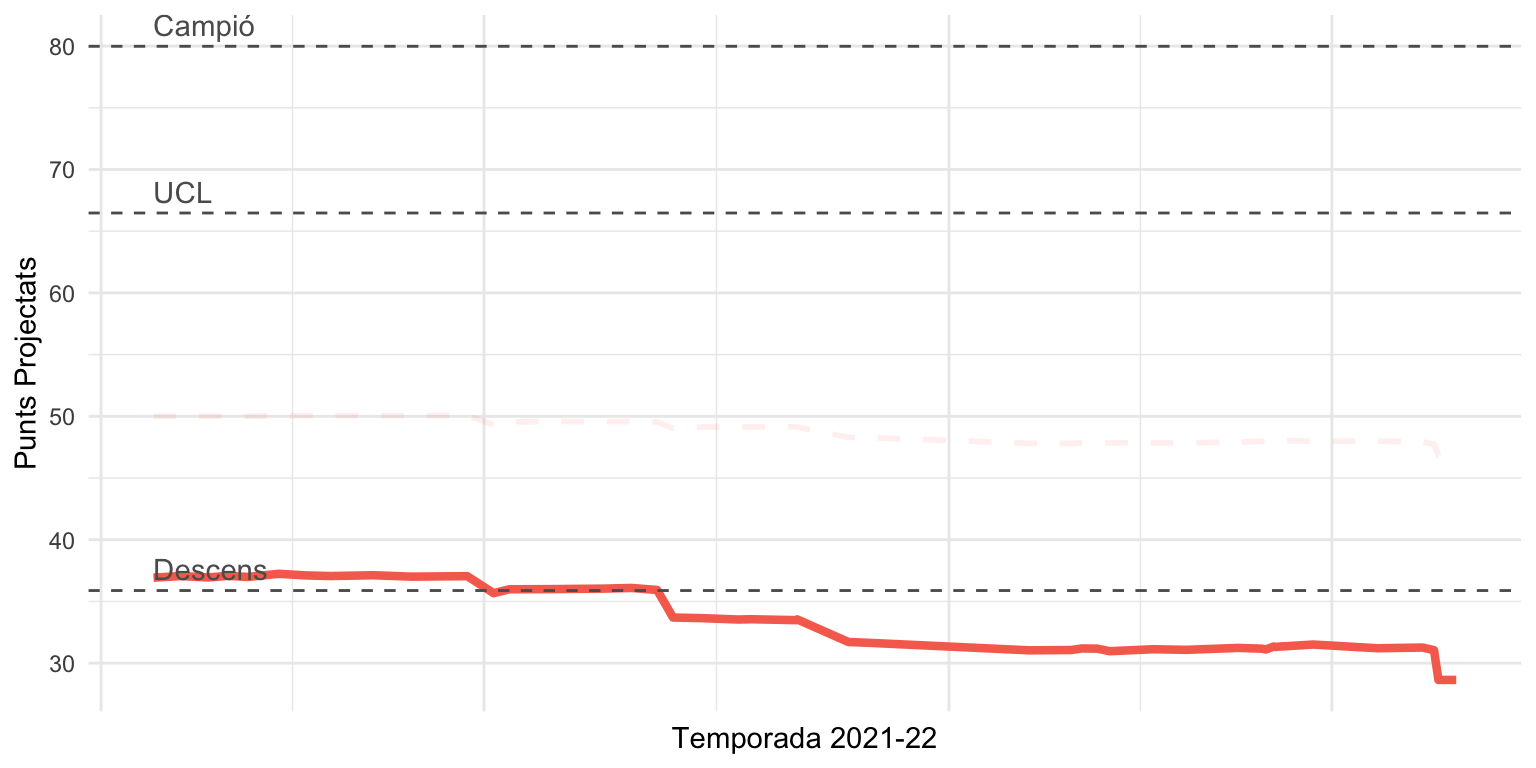 Campió
80
70
UCL
60
Punts Projectats
50
40
Descens
30
Temporada 2021-22